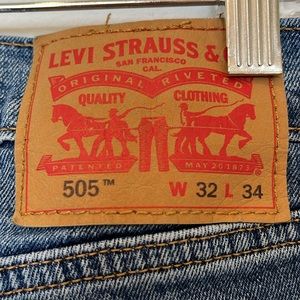 LEVI STRAUSS &
SAN FRANCISCO
CAL.
ORIGINAL RIVETED
QUALITY CLOTHING
PATENTED MAY 20 1873
505™ W 32 L 34